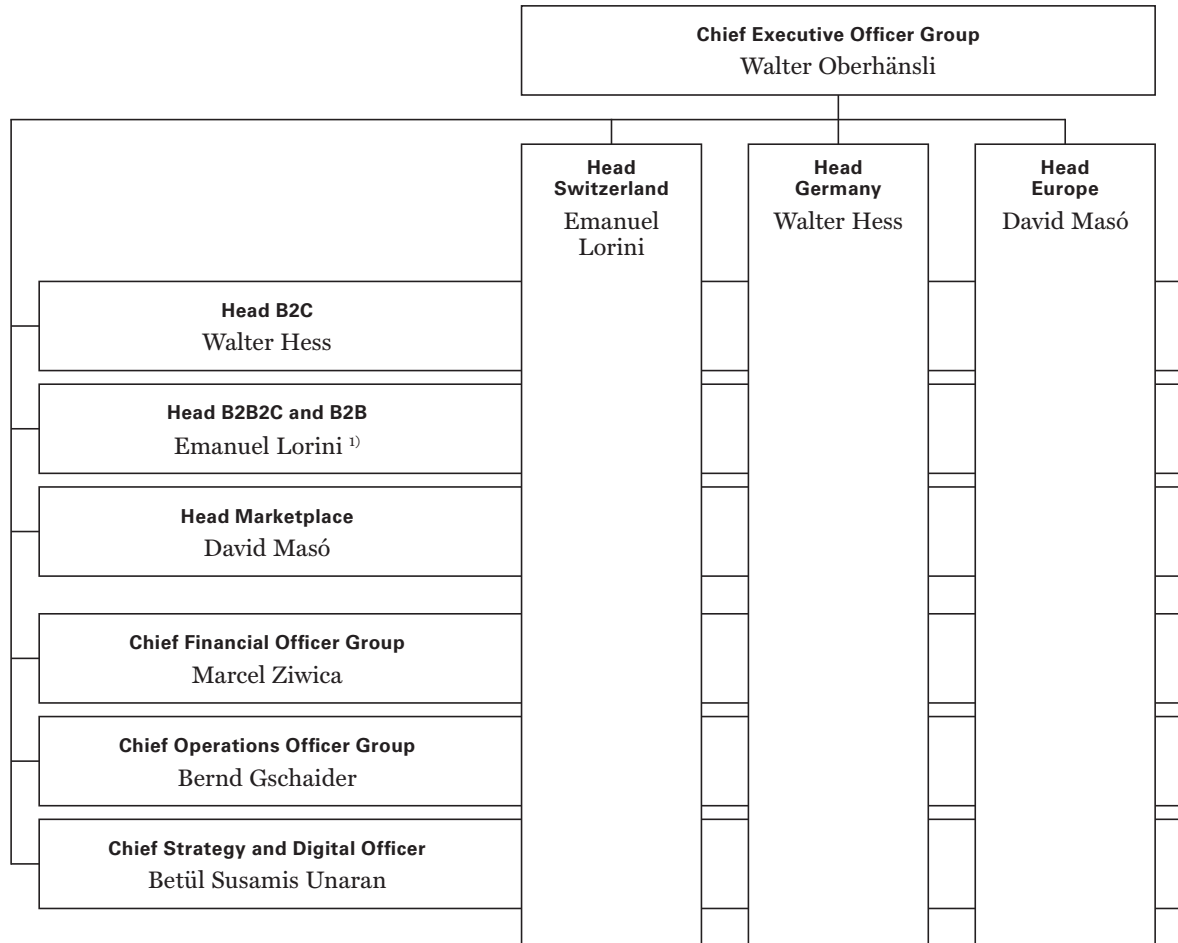 Chief Executive Officer Group
Walter Oberhänsli
Head
Switzerland
Emanuel
Lorini
Head
Germany
Walter Hess
Head
Europe
David Masó
Head B2C
Walter Hess
Head B2B2C and B2B
Emanuel Lorini 1)
Head Marketplace
David Masó
Chief Financial Officer Group
Marcel Ziwica
Chief Operations Officer Group
Bernd Gschaider
Chief Strategy and Digital Officer
Betül Susamis Unaran